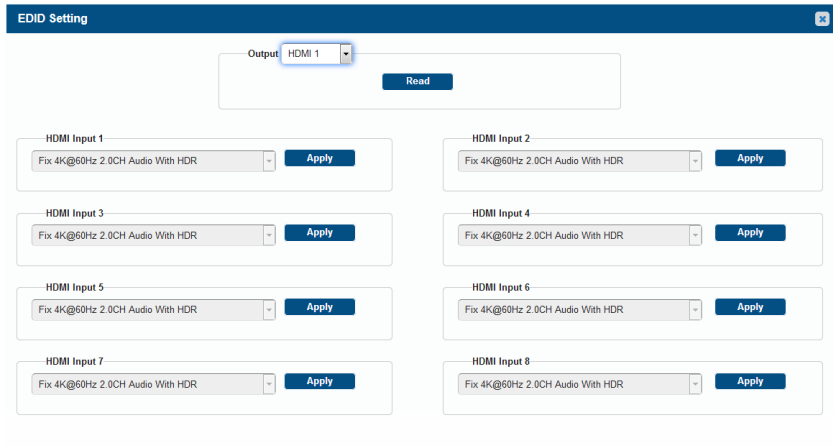 EDID Setting
Output HDMI 1
Read
HDMI Input 1
Fix 4K@60Hz 2.0CH Audio With HDR Apply
HDMI Input 2
Fix 4K@60Hz 2.0CH Audio With HDR Apply
HDMI Input 3
Fix 4K@60Hz 2.0CH Audio With HDR Apply
HDMI Input 4
Fix 4K@60Hz 2.0CH Audio With HDR Apply
HDMI Input 5
Fix 4K@60Hz 2.0CH Audio With HDR Apply
HDMI Input 6
Fix 4K@60Hz 2.0CH Audio With HDR Apply
HDMI Input 7
Fix 4K@60Hz 2.0CH Audio With HDR Apply
HDMI Input 8
Fix 4K@60Hz 2.0CH Audio With HDR Apply